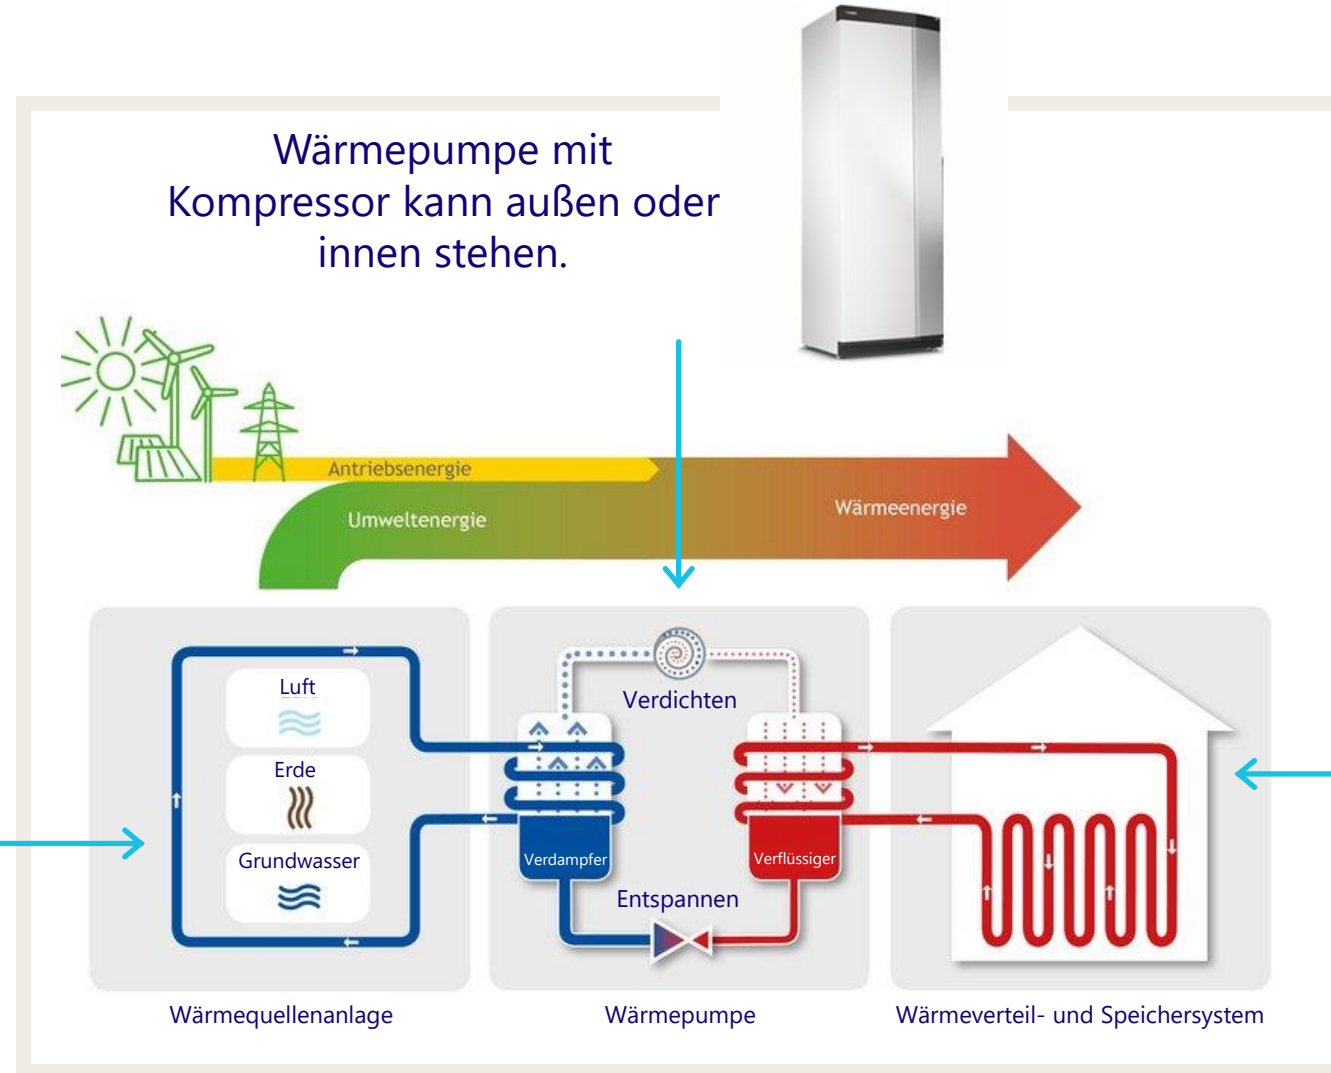 Wärmepumpe mit
Kompressor kann außen oder
innen stehen.
Antriebsenergie
Umweltenergie
Wärmeenergie
Luft
Erde
Grundwasser
Verdichten
Verdampfer
Verflüssiger
Entspannen
Wärmequellenanlage
Wärmepumpe
Wärmeverteil- und Speichersystem